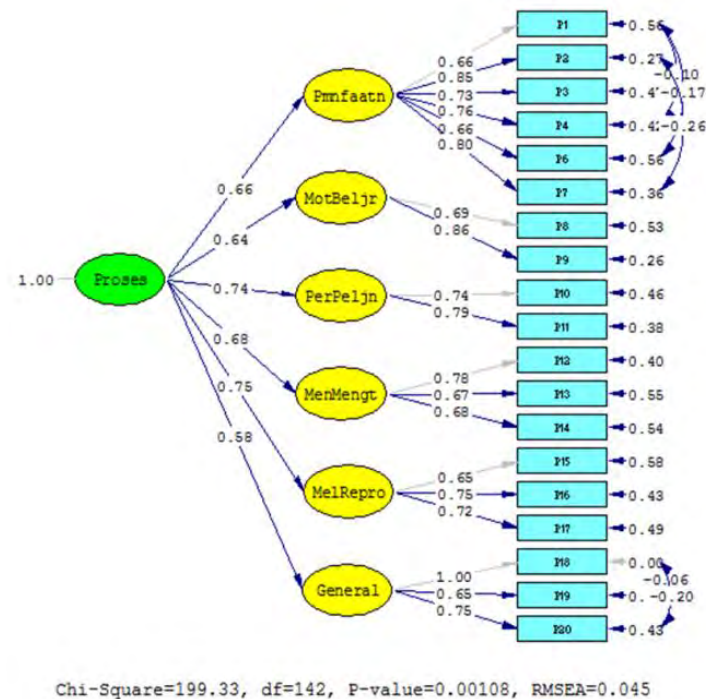 P1 0.56
0.66
P2 0.27
0.85
-0.10
Pmnfaatn
0.73
P3
-0.17
0.76
P4
-0.26
0.66
P6 0.56
0.80
P7 0.36
0.66
MotBeljr
0.69
P8 0.53
0.86
0.64
P9 0.26
1.00 Proses
0.74
PerPeljn
0.74
P10 0.46
0.79
P11 0.38
0.68
P12 0.40
MenMengt
0.78
0.67
P13 0.55
0.68
P14 0.54
0.75
P15 0.58
MelRepro
0.65
0.75
P16 0.43
0.72
P17 0.49
0.58
P18
General
1.00
-0.06
0.65
P19
-0.20
0.75
P20 0.43
Chi-Square=199.33, df=142, P-value=0.00108, RMSEA=0.045